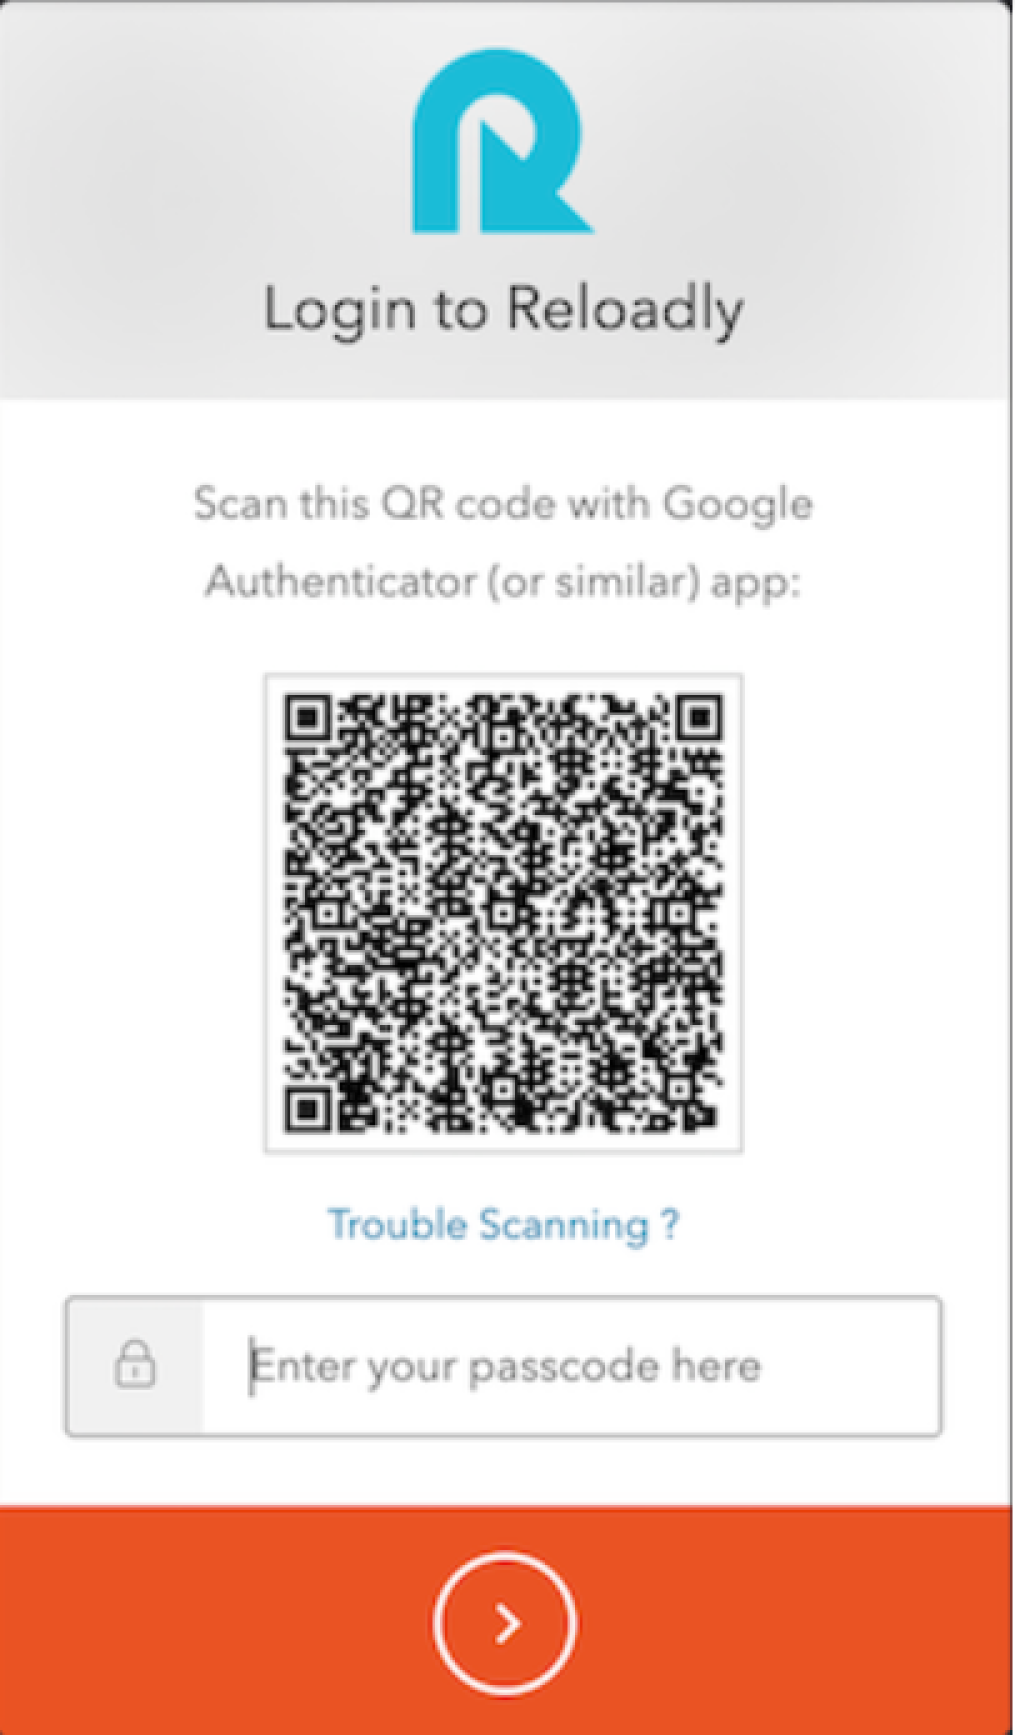 Login to Reloadly
Scan this QR code with Google
Authenticator (or similar) app:
Trouble Scanning ?
Enter your passcode here